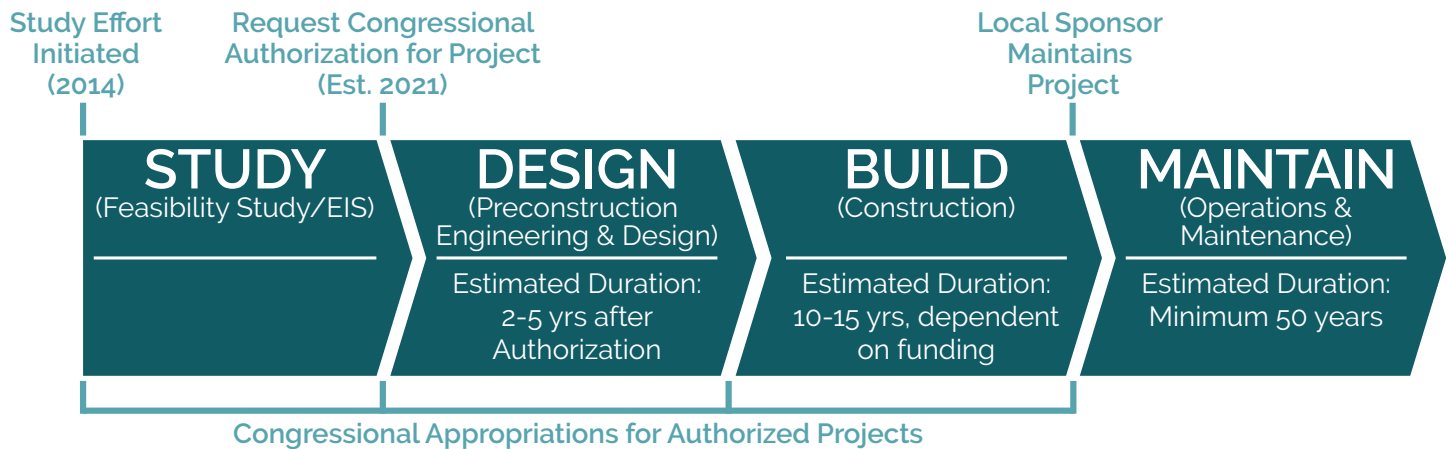 Study Effort
Initiated
(2014)
Request Congressional
Authorization for Project
(Est. 2021)
Local Sponsor
Maintains
Project
STUDY
(Feasibility Study/EIS)
DESIGN
(Preconstruction
Engineering & Design)
Estimated Duration:
2-5 yrs after
Authorization
BUILD
(Construction)
Estimated Duration:
10-15 yrs, dependent
on funding
MAINTAIN
(Operations &
Maintenance)
Estimated Duration:
Minimum 50 years
Congressional Appropriations for Authorized Projects